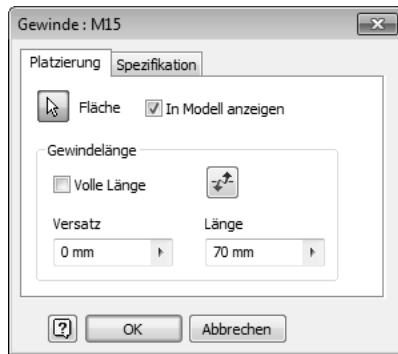 Gewinde : M15
Platzierung Spezifikation
Fläche In Modell anzeigen
Gewindelänge
Volle Länge
Versatz Länge
0 mm 70 mm
? OK Abbrechen